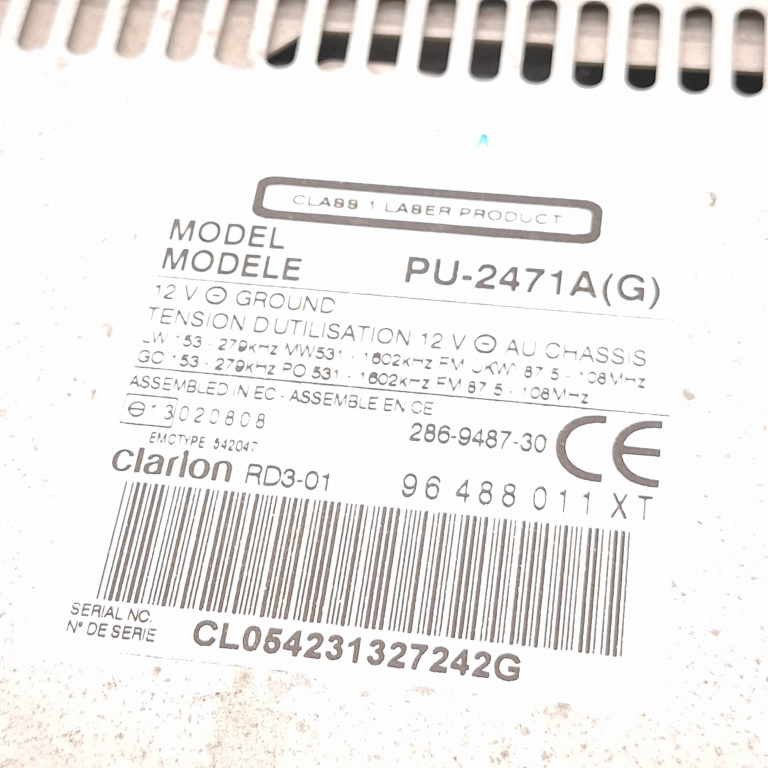 CLASS 1 LASER PRODUCT
MODEL
MODELE PU-2471A(G)
12 V ⊖ GROUND
TENSION D'UTILISATION 12 V ⊖ AU CHASSIS
LW 153 - 279kHz MW531 - 1602kHz FM UKW 87.5 - 108MHz
GO 153 - 279kHz PO 531 - 1602kHz FM 87.5 - 108MHz
ASSEMBLED IN EC - ASSEMBLE EN CE
e13 020808
286-9487-30 CE
EMCTYPE 542047
clarion RD3-01 96 488 011 XT
SERIAL NO.
N° DE SERIE CL054231327242G